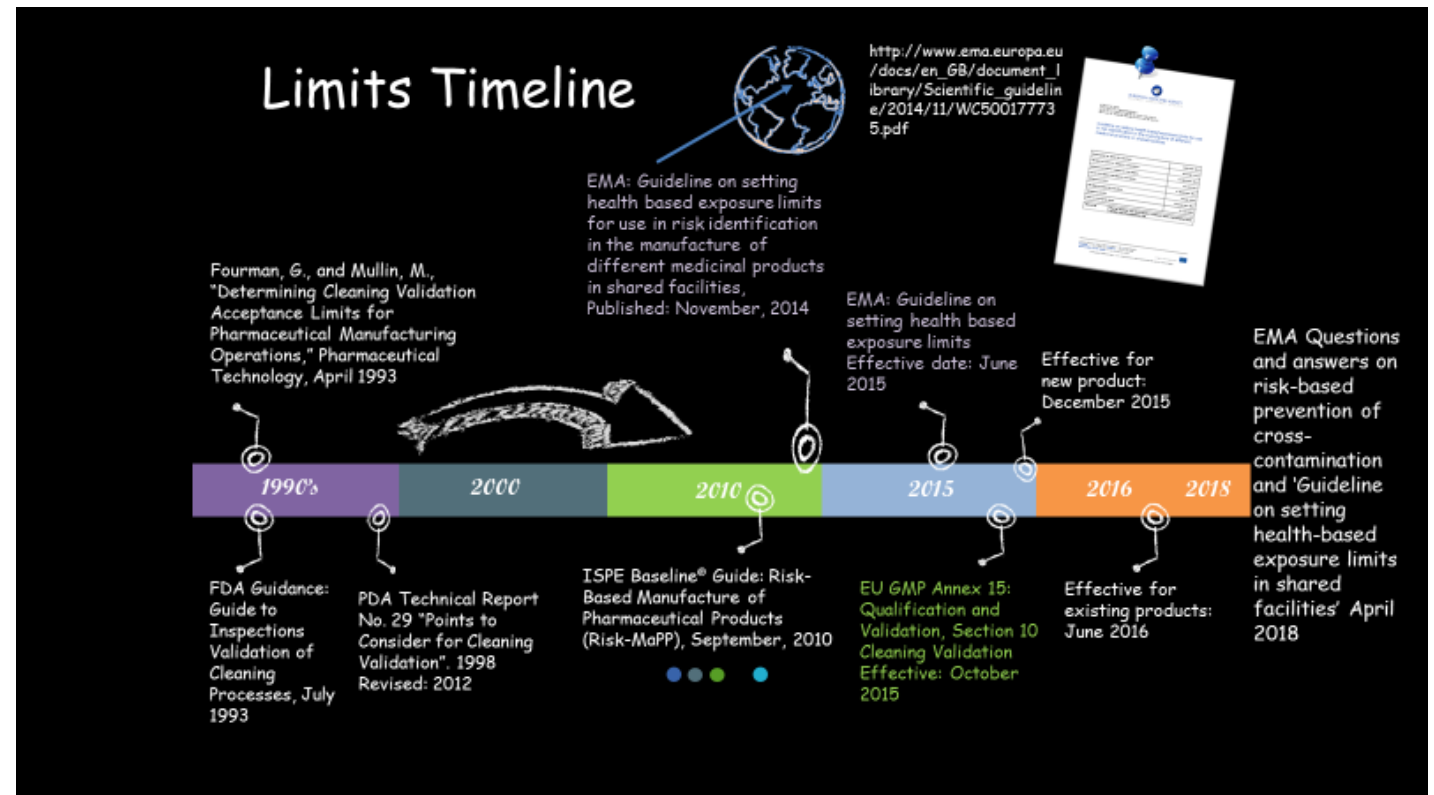 Limits Timeline
http://www.ema.europa.eu
/docs/en_GB/document_l
ibrary/Scientific_guidelin
e/2014/11/WC50017773
5.pdf
EMA: Guideline on setting
health based exposure limits
for use in risk identification
in the manufacture of
different medicinal products
in shared facilities,
Published: November, 2014
Fourman, G., and Mullin, M.,
"Determining Cleaning Validation
Acceptance Limits for
Pharmaceutical Manufacturing
Operations," Pharmaceutical
Technology, April 1993
EMA: Guideline on
setting health based
exposure limits
Effective date: June
2015
Effective for
new product:
December 2015
EMA Questions
and answers on
risk-based
prevention of
cross-
contamination
and 'Guideline
on setting
health-based
exposure limits
in shared
facilities' April
2018
1990's
2000
2010
2015
2016
2018
FDA Guidance:
Guide to
Inspections
Validation of
Cleaning
Processes, July
1993
PDA Technical Report
No. 29 "Points to
Consider for Cleaning
Validation". 1998
Revised: 2012
ISPE Baseline® Guide: Risk-
Based Manufacture of
Pharmaceutical Products
(Risk-MaPP), September, 2010
EU GMP Annex 15:
Qualification and
Validation, Section 10
Cleaning Validation
Effective: October
2015
Effective for
existing products:
June 2016